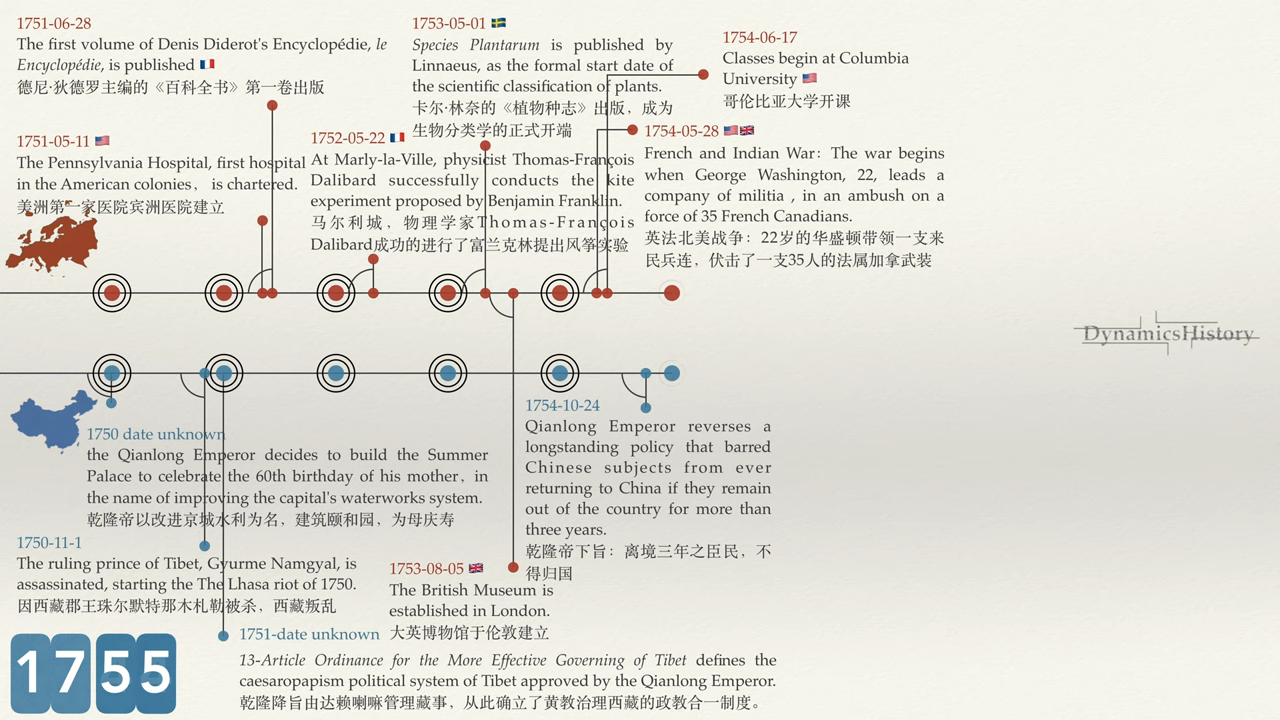 1751-06-28
The first volume of Denis Diderot's Encyclopédie, le
Encyclopédie, is published
德尼·狄德罗主编的《百科全书》第一卷出版
1753-05-01
Species Plantarum is published by
Linnaeus, as the formal start date of
the scientific classification of plants.
卡尔·林奈的《植物种志》出版，成为
生物分类学的正式开端
1754-06-17
Classes begin at Columbia
University
哥伦比亚大学开课
1751-05-11
The Pennsylvania Hospital, first hospital
in the American colonies, is chartered.
美洲第一家医院宾洲医院建立
1752-05-22
At Marly-la-Ville, physicist Thomas-François
Dalibard successfully conducts the kite
experiment proposed by Benjamin Franklin.
马尔利城，物理学家Thomas-François
Dalibard成功的进行了富兰克林提出风筝实验
1754-05-28
French and Indian War: The war begins
when George Washington, 22, leads a
company of militia , in an ambush on a
force of 35 French Canadians.
英法北美战争：22岁的华盛顿带领一支来
民兵连，伏击了一支35人的法属加拿武装
DynamicsHistory
1750 date unknown
the Qianlong Emperor decides to build the Summer
Palace to celebrate the 60th birthday of his mother, in
the name of improving the capital's waterworks system.
乾隆帝以改进京城水利为名，建筑颐和园，为母庆寿
1754-10-24
Qianlong Emperor reverses a
longstanding policy that barred
Chinese subjects from ever
returning to China if they remain
out of the country for more than
three years.
乾隆帝下旨：离境三年之臣民，不
得归国
1750-11-1
The ruling prince of Tibet, Gyurme Namgyal, is
assassinated, starting the The Lhasa riot of 1750.
因西藏郡王珠尔默特那木札勒被杀，西藏叛乱
1753-08-05
The British Museum is
established in London.
大英博物馆于伦敦建立
1751-date unknown
13-Article Ordinance for the More Effective Governing of Tibet defines the
caesaropapism political system of Tibet approved by the Qianlong Emperor.
乾隆降旨由达赖喇嘛管理藏事，从此确立了黄教治理西藏的政教合一制度。
1755